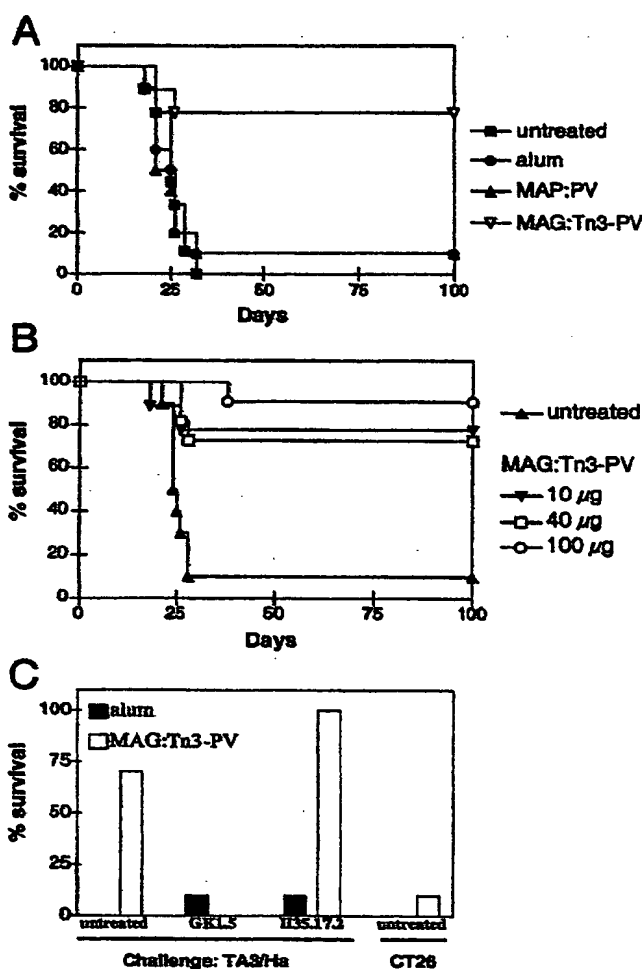 A
100
80
60
40
20
0
% survival
0 25 50 75 100
Days
untreated
alum
MAP:PV
MAG:Tn3-PV
B
100
80
60
40
20
0
% survival
0 25 50 75 100
Days
untreated
MAG:Tn3-PV
10 µg
40 µg
100 µg
C
100
75
50
25
0
% survival
alum
MAG:Tn3-PV
untreated GK1.5 H35.17.2 untreated
Challenge: TA3/Ha CT26